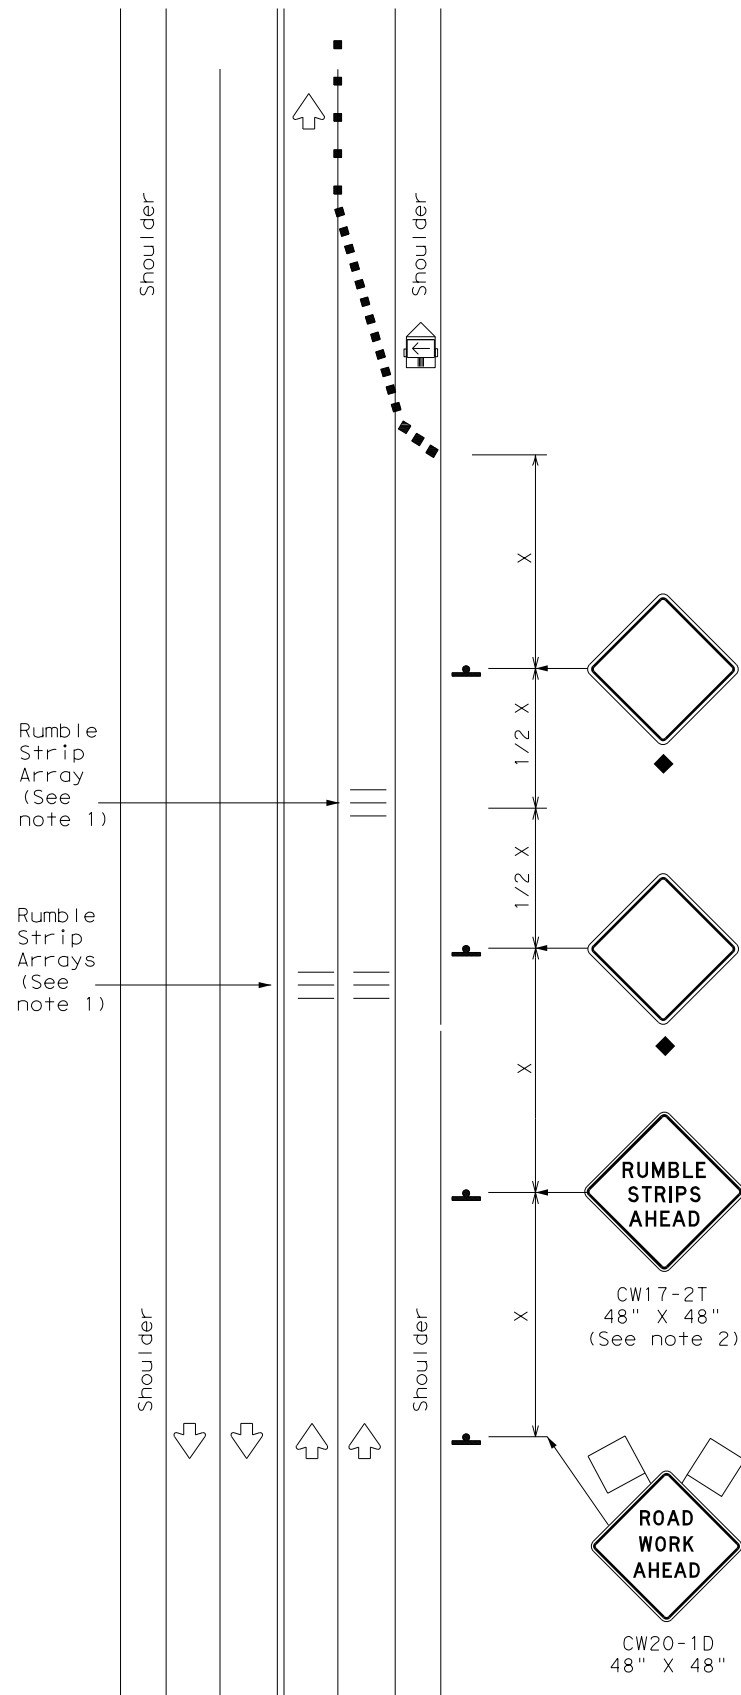 Shoulder
Shoulder
X
Rumble
Strip
Array
(See
note 1)
1/2 X
1/2 X
Rumble
Strip
Arrays
(See
note 1)
X
RUMBLE
STRIPS
AHEAD
CW17-2T
48" X 48"
(See note 2)
X
Shoulder
Shoulder
ROAD
WORK
AHEAD
CW20-1D
48" X 48"